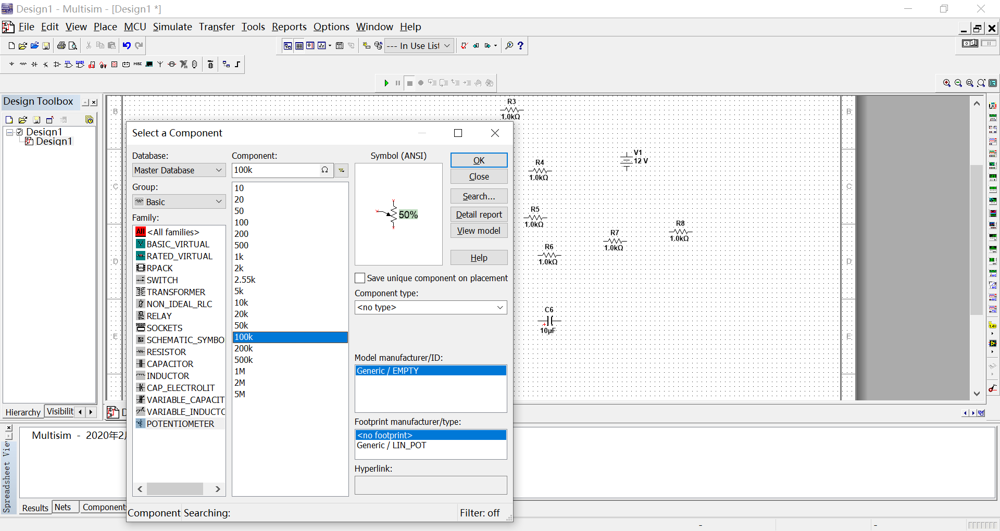 Design1 - Multisim - [Design1 *]
File Edit View Place MCU Simulate Transfer Tools Reports Options Window Help
--- In Use List
MISC
Design Toolbox
Design1
Design1
Hierarchy Visibilit
B
C
D
E
B
C
D
E
R3
1.0kΩ
R4
1.0kΩ
V1
12 V
R5
1.0kΩ
R6
1.0kΩ
R7
1.0kΩ
R8
1.0kΩ
C6
10µF
Select a Component
Database:
Master Database
Group:
Basic
Family:
All <All families>
BASIC_VIRTUAL
RATED_VIRTUAL
RPACK
SWITCH
TRANSFORMER
NON_IDEAL_RLC
RELAY
SOCKETS
SCHEMATIC_SYMBO
RESISTOR
CAPACITOR
INDUCTOR
CAP_ELECTROLIT
VARIABLE_CAPACIT
VARIABLE_INDUCTC
POTENTIOMETER
Component:
100k Ω
10
20
50
100
200
500
1k
2k
2.55k
5k
10k
20k
50k
100k
200k
500k
1M
2M
5M
Symbol (ANSI)
50%
OK
Close
Search...
Detail report
View model
Help
Save unique component on placement
Component type:
<no type>
Model manufacturer/ID:
Generic / EMPTY
Footprint manufacturer/type:
<no footprint>
Generic / LIN_POT
Hyperlink:
Component Searching: Filter: off
Spreadsheet Vie
Multisim - 2020年2
Results Nets Component